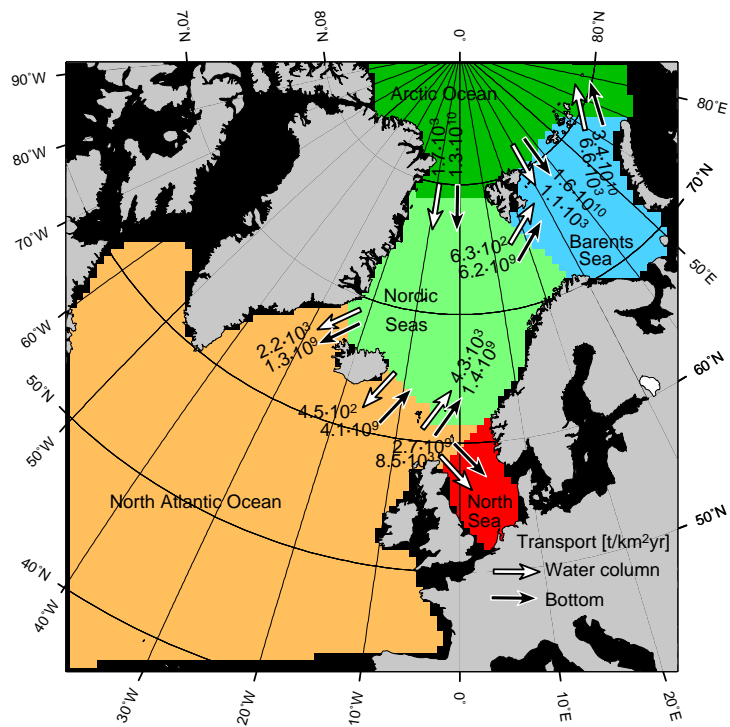 70˚W
80˚N
0˚
80˚N
90˚W
80˚E
80˚W
70˚N
70˚W
50˚E
60˚W
60˚N
50˚N
50˚W
50˚N
40˚N
40˚W
30˚W
20˚W
10˚W
0˚
10˚E
20˚E
Arctic Ocean
1.7·10³
1.3·10¹⁰
3.4·10¹⁰
6.6·10³
1.6·10¹⁰
1.1·10³
Barents
Sea
6.3·10²
6.2·10⁹
Nordic
Seas
2.2·10³
1.3·10⁹
4.3·10³
1.4·10⁹
4.5·10²
4.1·10⁹
2.7·10⁹
8.5·10³
North Atlantic Ocean
North
Sea
Transport [t/km²yr]
Water column
Bottom